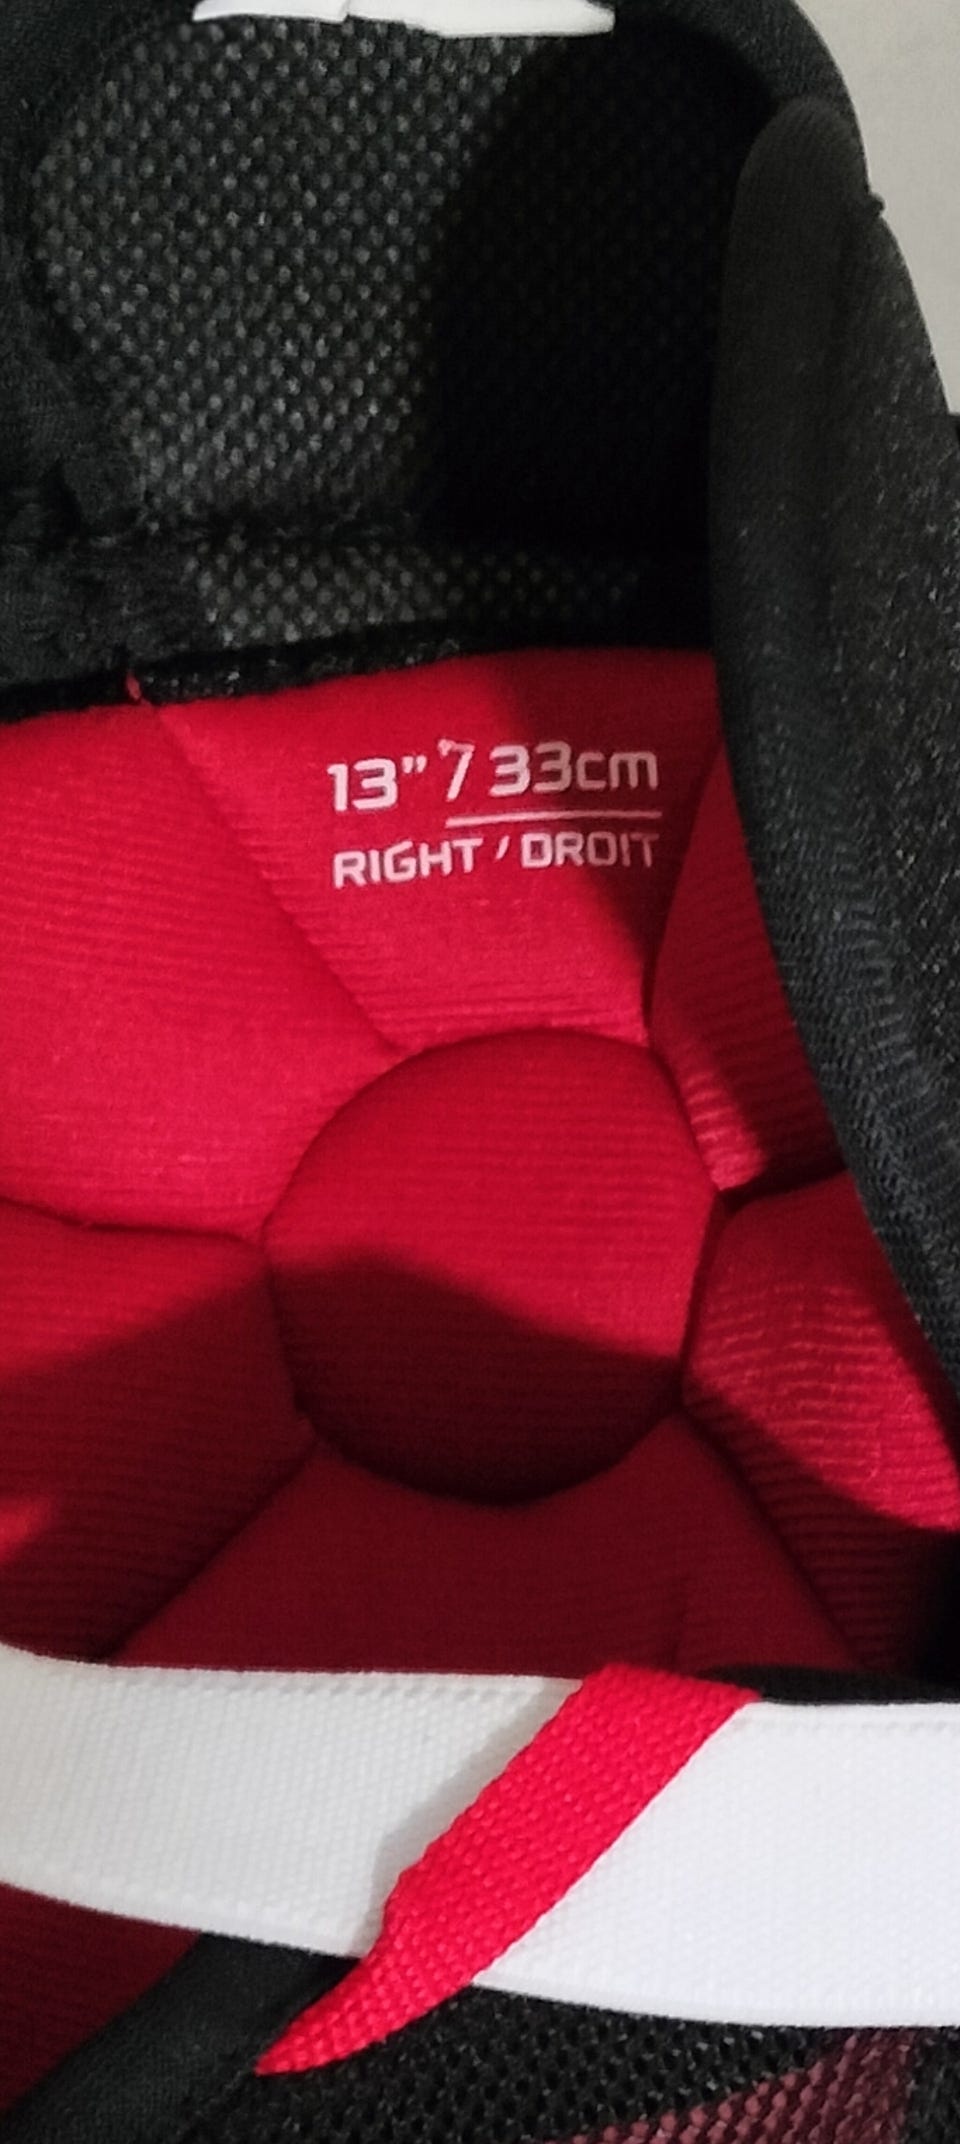 13" / 33cm
RIGHT / DROIT